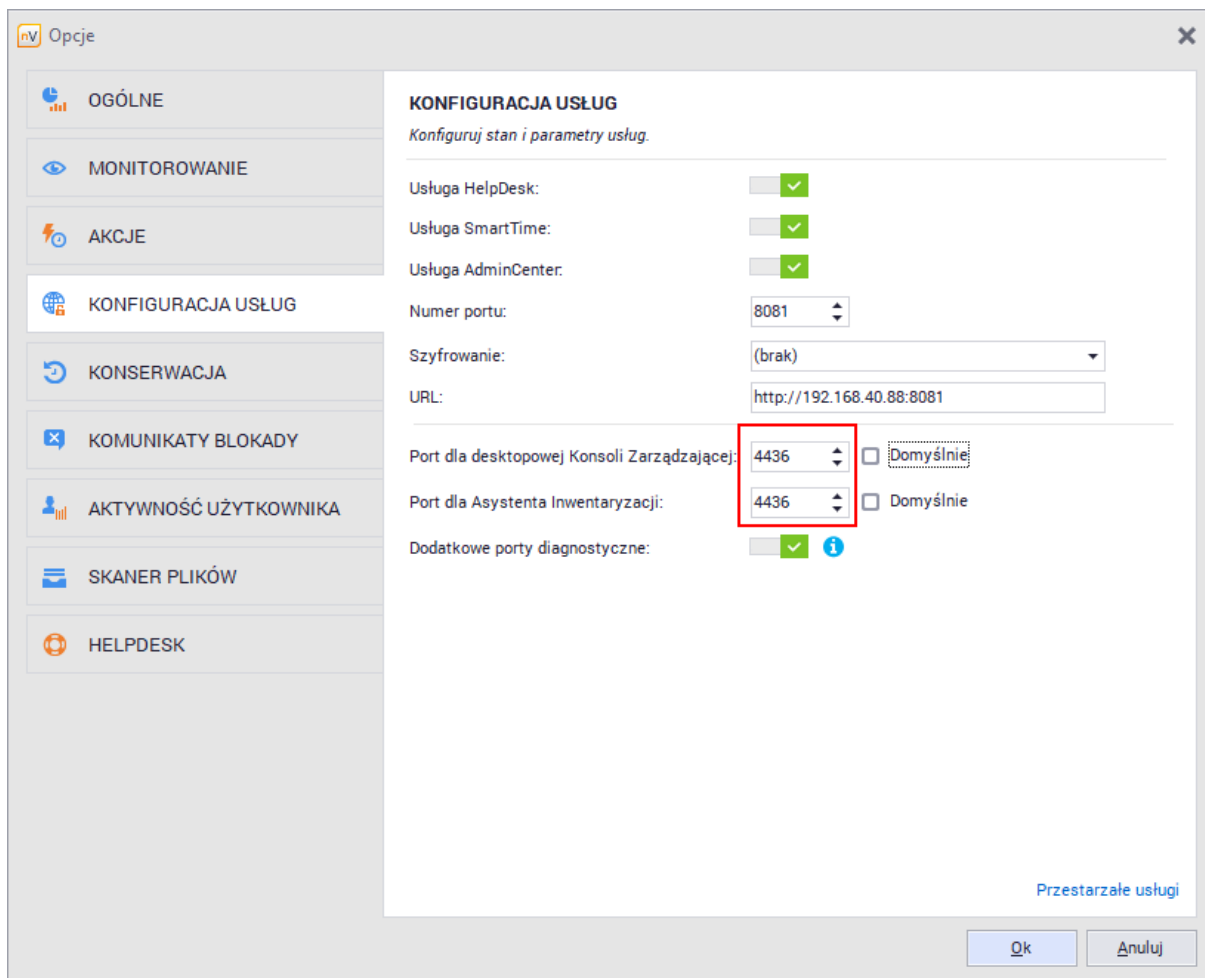 nV Opcje
OGÓLNE
MONITOROWANIE
AKCJE
KONFIGURACJA USŁUG
KONSERWACJA
KOMUNIKATY BLOKADY
AKTYWNOŚĆ UŻYTKOWNIKA
SKANER PLIKÓW
HELPDESK
KONFIGURACJA USŁUG
Konfiguruj stan i parametry usług.
Usługa HelpDesk:
Usługa SmartTime:
Usługa AdminCenter:
Numer portu: 8081
Szyfrowanie: (brak)
URL: http://192.168.40.88:8081
Port dla desktopowej Konsoli Zarządzającej: 4436 Domyślnie
Port dla Asystenta Inwentaryzacji: 4436 Domyślnie
Dodatkowe porty diagnostyczne:
Przestarzałe usługi
Ok Anuluj